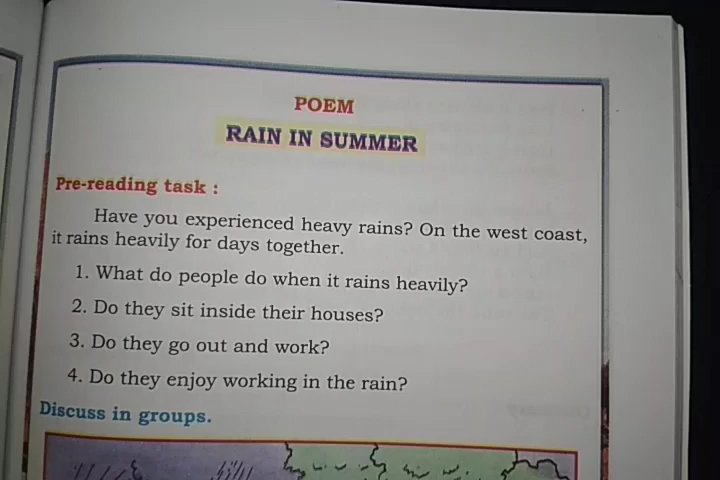 POEM
RAIN IN SUMMER
Pre-reading task :
Have you experienced heavy rains? On the west coast,
it rains heavily for days together.
1. What do people do when it rains heavily?
2. Do they sit inside their houses?
3. Do they go out and work?
4. Do they enjoy working in the rain?
Discuss in groups.